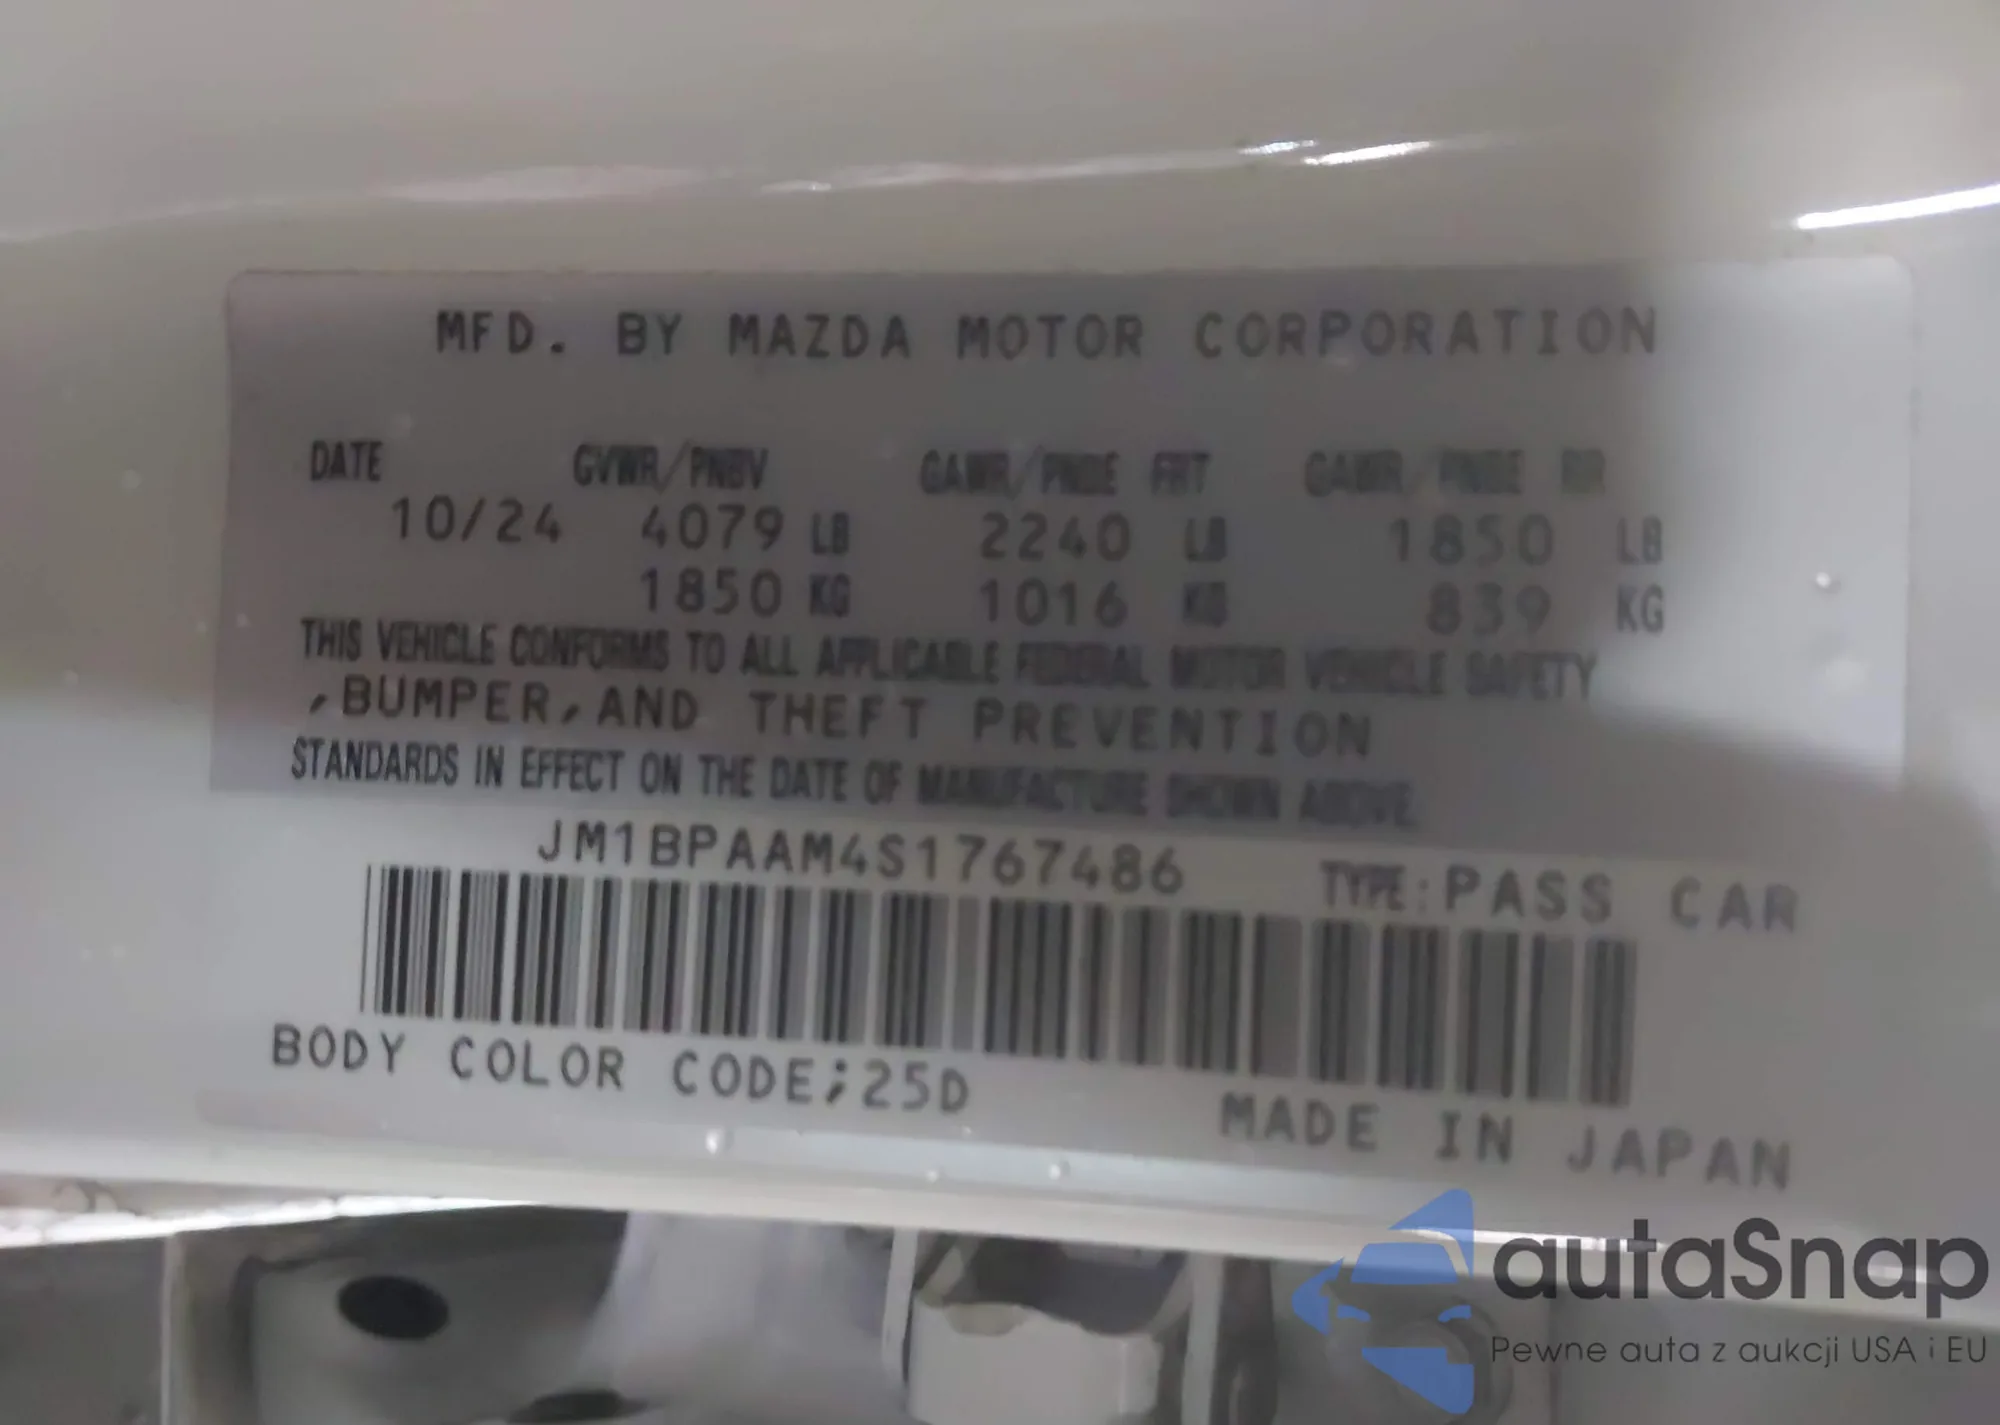 MFD. BY MAZDA MOTOR CORPORATION
DATE GVWR/PNBV GAWR/PNBE FRT GAWR/PNBE RR
10/24 4079 LB 2240 LB 1850 LB
1850 KG 1016 KG 839 KG
THIS VEHICLE CONFORMS TO ALL APPLICABLE FEDERAL MOTOR VEHICLE SAFETY
,BUMPER,AND THEFT PREVENTION
STANDARDS IN EFFECT ON THE DATE OF MANUFACTURE SHOWN ABOVE.
JM1BPAAM4S1767486 TYPE:PASS CAR
BODY COLOR CODE;25D
MADE IN JAPAN
autaSnap
Pewne auta z aukcji USA i EU